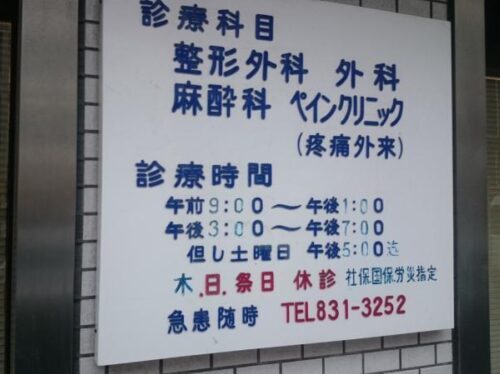 診療科目
整形外科 外科
麻酔科 ペインクリニック
(疼痛外来)
診療時間
午前9:00〜午後1:00
午後3:00〜午後7:00
但し土曜日 午後5:00迄
木.日.祭日 休診 社保国保労災指定
急患随時 TEL831-3252